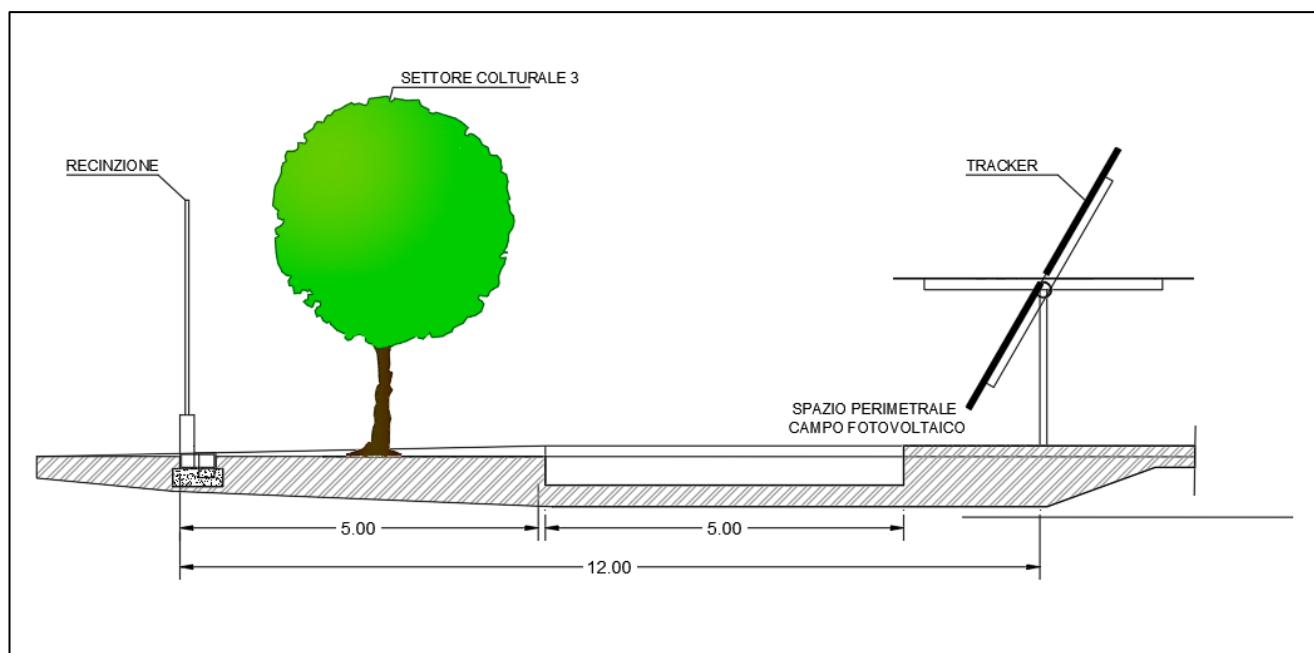 SETTORE COLTURALE 3
RECINZIONE
TRACKER
SPAZIO PERIMETRALE
CAMPO FOTOVOLTAICO
5.00
5.00
12.00